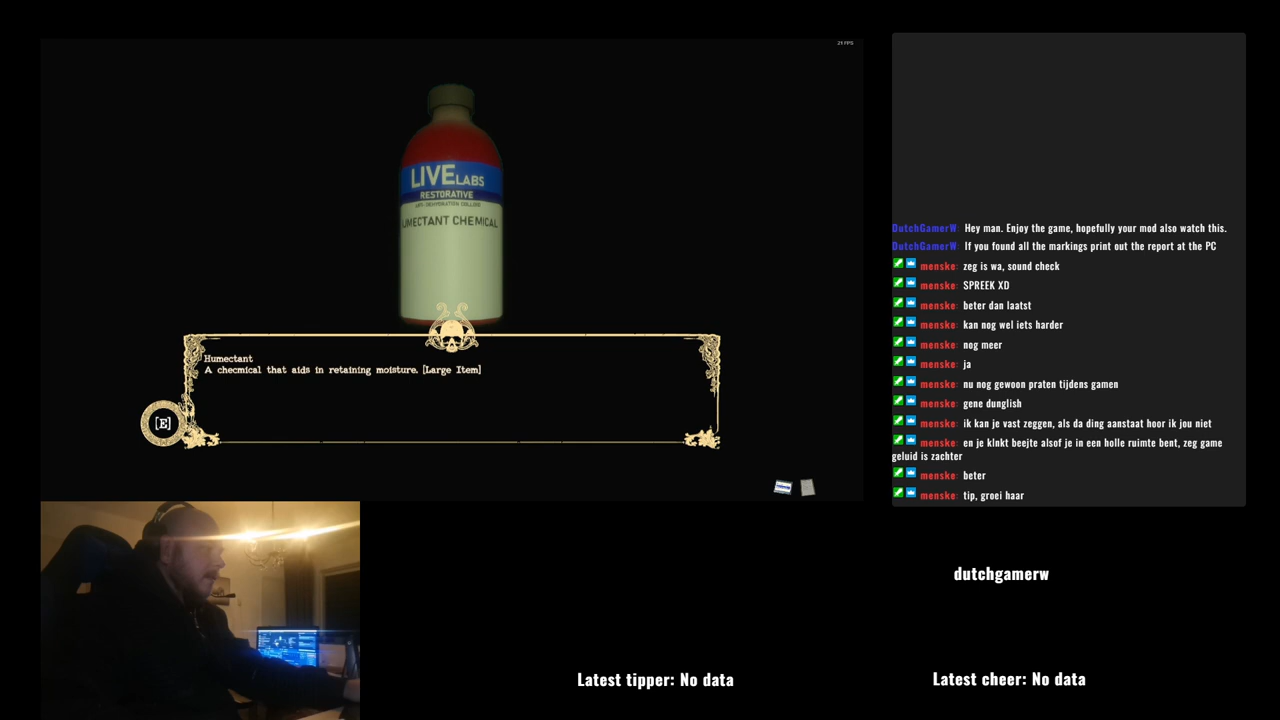 21 FPS
LIVELABS
RESTORATIVE
UMECTANT CHEMICAL
Humectant
A checmical that aids in retaining moisture. [Large Item]
[E]
DutchGamerW: Hey man. Enjoy the game, hopefully your mod also watch this.
DutchGamerW: If you found all the markings print out the report at the PC
menske: zeg is wa, sound check
menske: SPREEK XD
menske: beter dan laatst
menske: kan nog wel iets harder
menske: nog meer
menske: ja
menske: nu nog gewoon praten tijdens gamen
menske: gene dunglish
menske: ik kan je vast zeggen, als da ding aanstaat hoor ik jou niet
menske: en je klnkt beejte alsof je in een holle ruimte bent, zeg game
geluid is zachter
menske: beter
menske: tip, groei haar
dutchgamerw
Latest tipper: No data
Latest cheer: No data